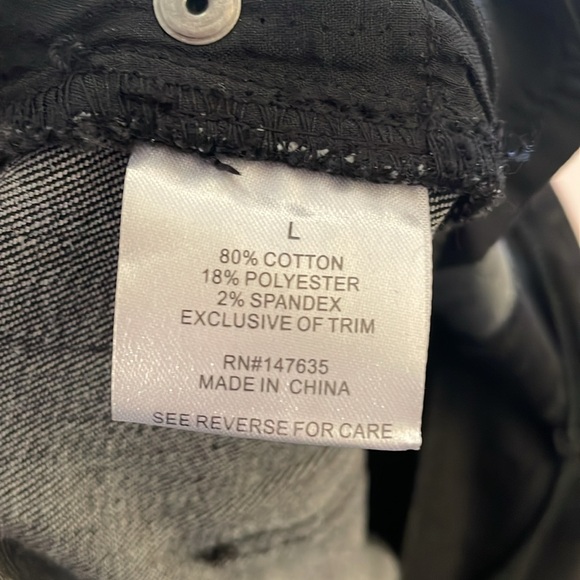 L
80% COTTON
18% POLYESTER
2% SPANDEX
EXCLUSIVE OF TRIM
RN#147635
MADE IN CHINA
SEE REVERSE FOR CARE